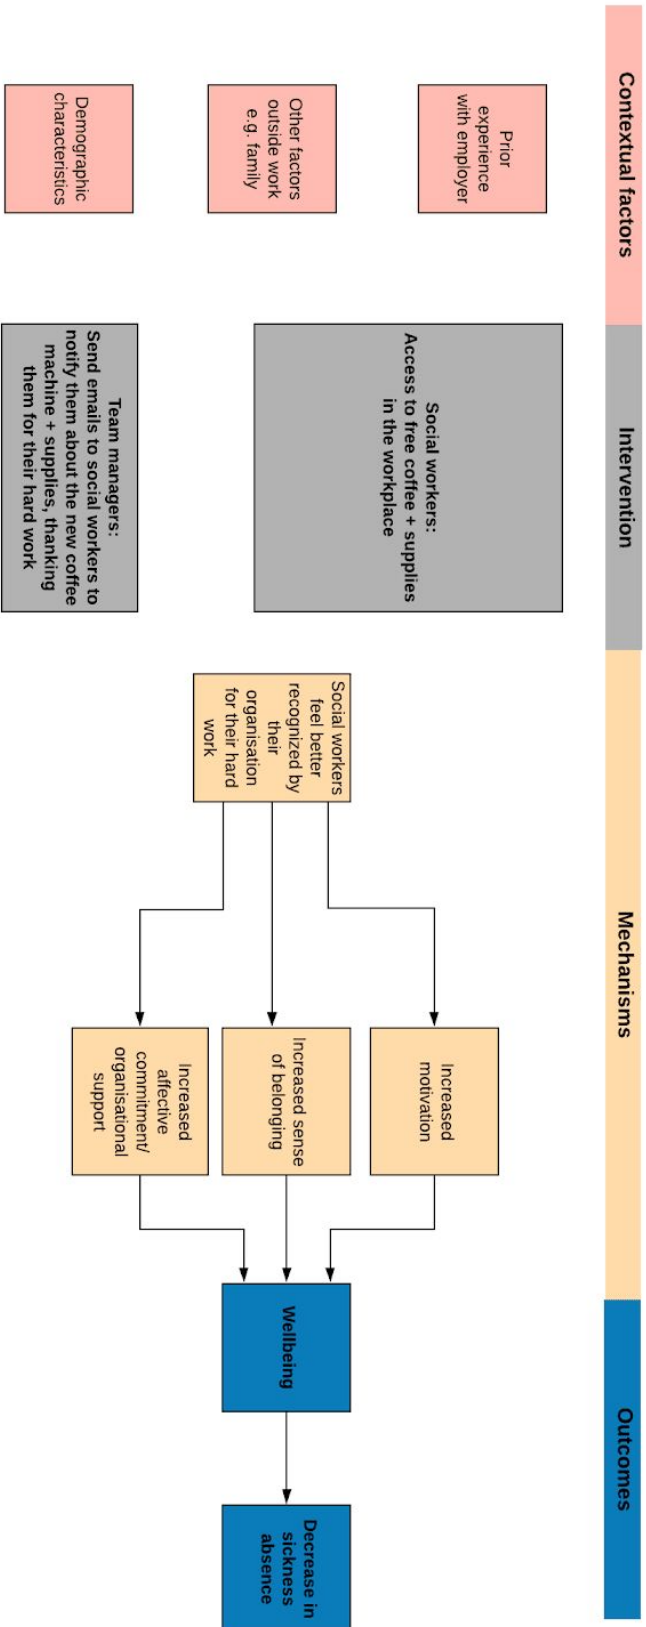 Contextual factors
Intervention
Mechanisms
Outcomes
Prior
experience
with employer
Other factors
outside work
e.g. family
Demographic
characteristics
Social workers:
Access to free coffee + supplies
in the workplace
Team managers:
Send emails to social workers to
notify them about the new coffee
machine + supplies, thanking
them for their hard work
Social workers
feel better
recognized by
their
organisation
for their hard
work
Increased
motivation
Increased sense
of belonging
Increased
affective
commitment/
organisational
support
Wellbeing
Decrease in
sickness
absence